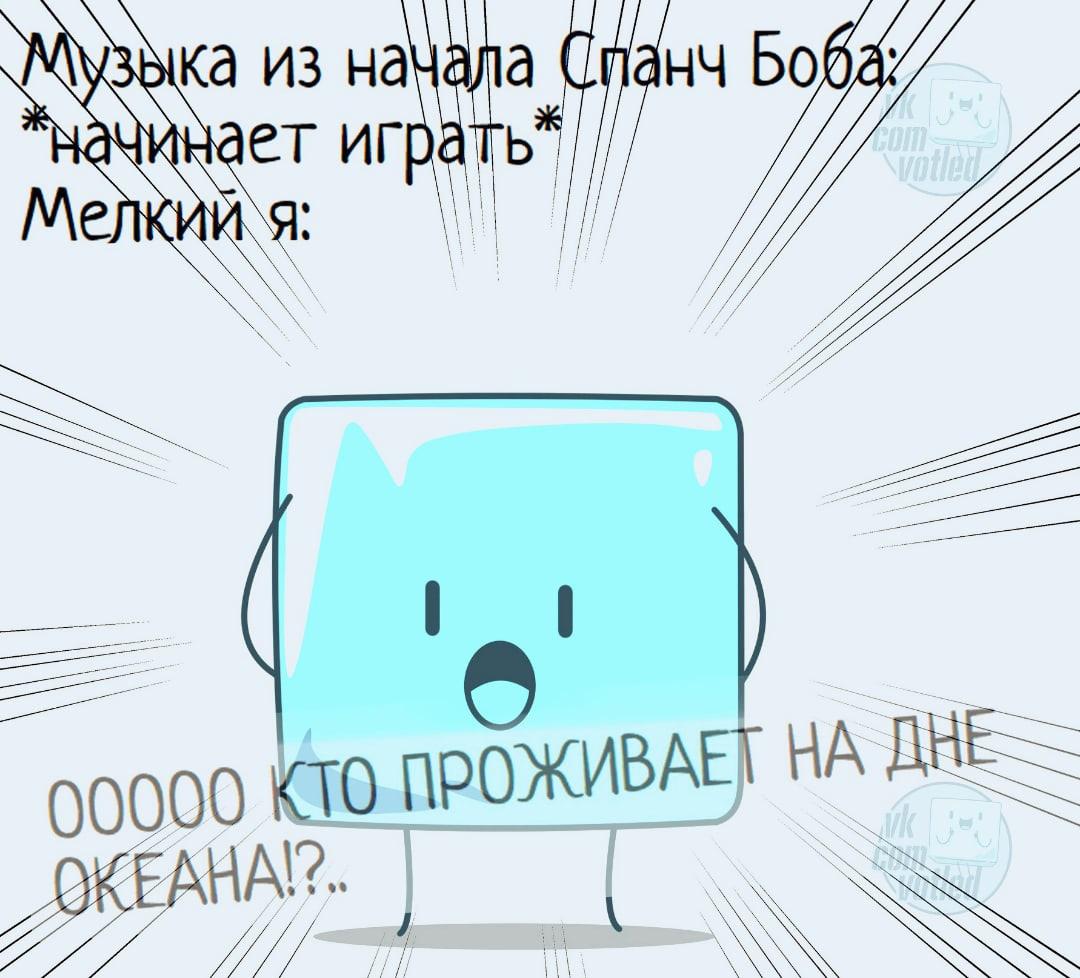 Музыка из начала Спанч Боба:
*начинает играть*
Мелкий я:
vk
com
votled
ООООО КТО ПРОЖИВАЕТ НА ДНЕ
ОКЕАНА!?..
vk
com
votled